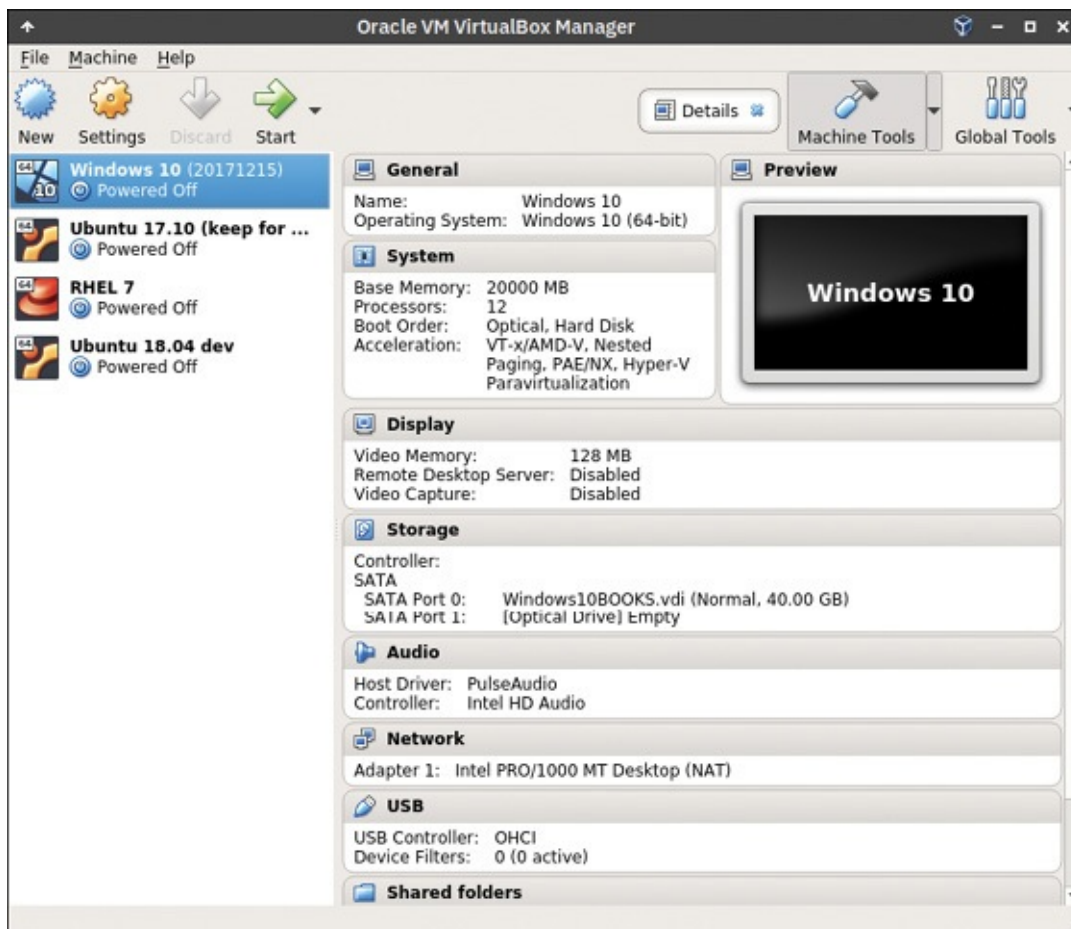 Oracle VM VirtualBox Manager
File Machine Help
New Settings Discard Start
Details
Machine Tools
Global Tools
64
10
Windows 10 (20171215)
Powered Off
64
Ubuntu 17.10 (keep for ...
Powered Off
64
RHEL 7
Powered Off
64
Ubuntu 18.04 dev
Powered Off
General
Name: Windows 10
Operating System: Windows 10 (64-bit)
System
Base Memory: 20000 MB
Processors: 12
Boot Order: Optical, Hard Disk
Acceleration: VT-x/AMD-V, Nested
Paging, PAE/NX, Hyper-V
Paravirtualization
Preview
Windows 10
Display
Video Memory: 128 MB
Remote Desktop Server: Disabled
Video Capture: Disabled
Storage
Controller:
SATA
SATA Port 0: Windows10BOOKS.vdi (Normal, 40.00 GB)
SATA Port 1: [Optical Drive] Empty
Audio
Host Driver: PulseAudio
Controller: Intel HD Audio
Network
Adapter 1: Intel PRO/1000 MT Desktop (NAT)
USB
USB Controller: OHCI
Device Filters: 0 (0 active)
Shared folders